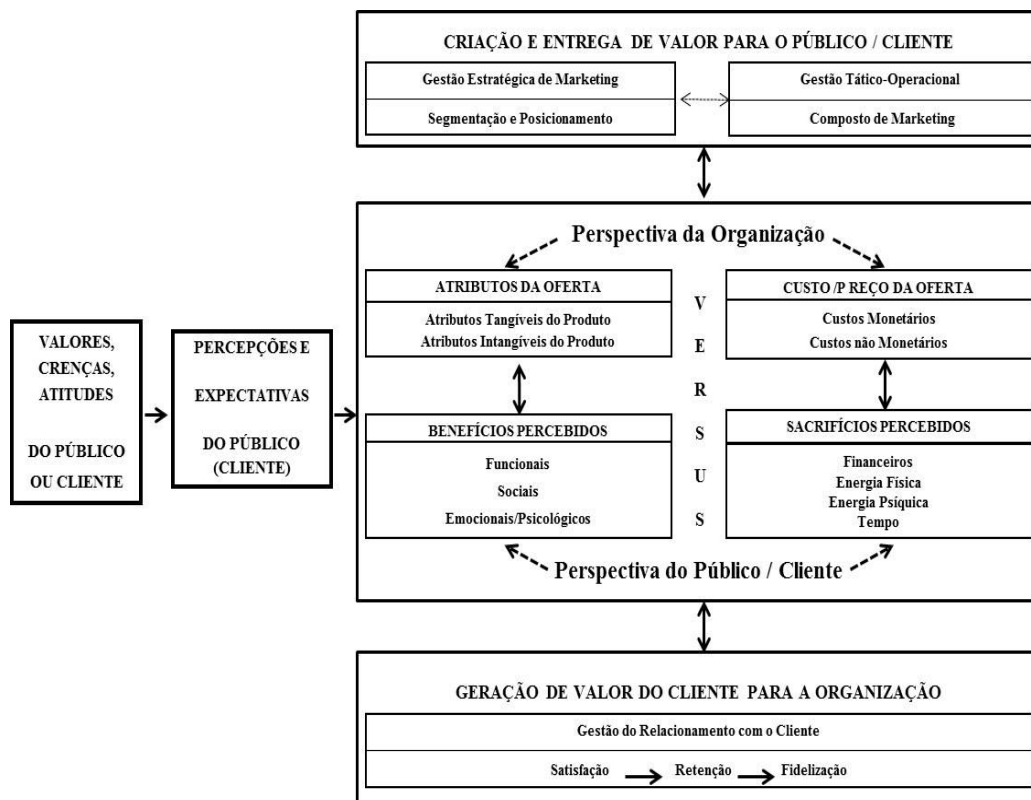 CRIAÇÃO E ENTREGA DE VALOR PARA O PÚBLICO / CLIENTE
Gestão Estratégica de Marketing
Segmentação e Posicionamento
Gestão Tático-Operacional
Composto de Marketing
VALORES,
CRENÇAS,
ATITUDES
DO PÚBLICO
OU CLIENTE
PERCEPÇÕES E
EXPECTATIVAS
DO PÚBLICO
(CLIENTE)
Perspectiva da Organização
ATRIBUTOS DA OFERTA
Atributos Tangíveis do Produto
Atributos Intangíveis do Produto
BENEFÍCIOS PERCEBIDOS
Funcionais
Sociais
Emocionais/Psicológicos
V
E
R
S
S
U
S
CUSTO /P REÇO DA OFERTA
Custos Monetários
Custos não Monetários
SACRIFÍCIOS PERCEBIDOS
Financeiros
Energia Física
Energia Psíquica
Tempo
Perspectiva do Público / Cliente
GERAÇÃO DE VALOR DO CLIENTE PARA A ORGANIZAÇÃO
Gestão do Relacionamento com o Cliente
Satisfação Retenção Fidelização